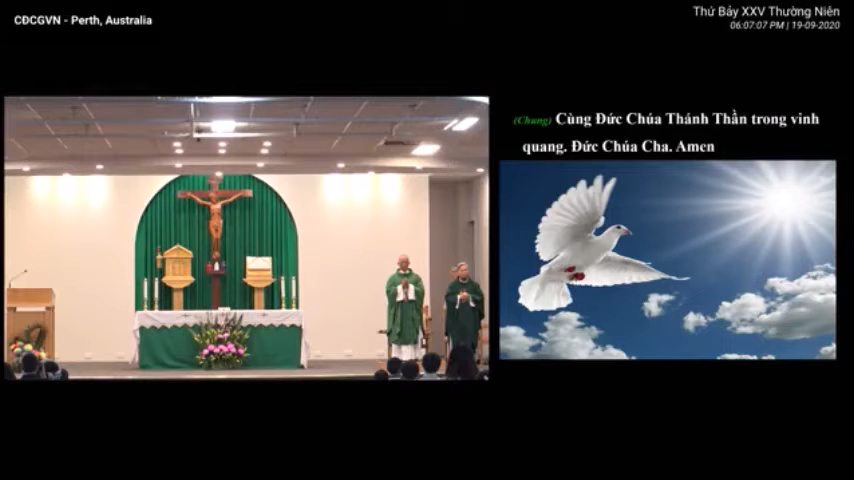 CĐCGVN - Perth, Australia
Thứ Bảy XXV Thường Niên
06:07:07 PM | 19-09-2020
(Chung) Cùng Đức Chúa Thánh Thần trong vinh
quang. Đức Chúa Cha. Amen